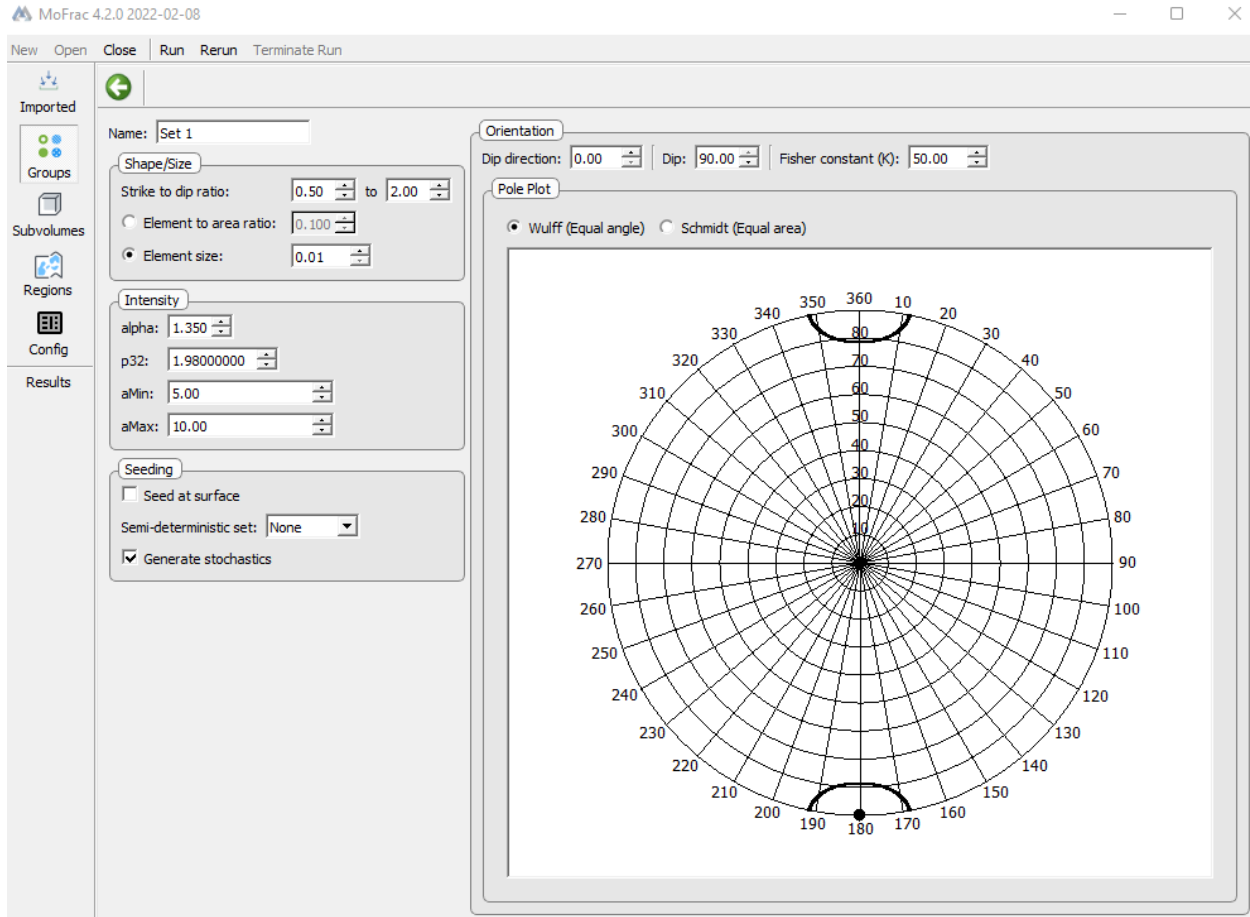 MoFrac 4.2.0 2022-02-08
New Open Close Run Rerun Terminate Run
Imported
Groups
Subvolumes
Regions
Config
Results
Name: Set 1
Shape/Size
Strike to dip ratio: 0.50 to 2.00
Element to area ratio: 0.100
Element size: 0.01
Intensity
alpha: 1.350
p32: 1.98000000
aMin: 5.00
aMax: 10.00
Seeding
Seed at surface
Semi-deterministic set: None
Generate stochastics
Orientation
Dip direction: 0.00 Dip: 90.00 Fisher constant (K): 50.00
Pole Plot
Wulff (Equal angle) Schmidt (Equal area)
350 360 10
340 20
330 80 30
320 70 40
310 60 50
300 50 60
290 40 70
280 30 80
20
10
270 90
260 100
250 110
240 120
230 130
220 140
210 150
200 160
190 180 170